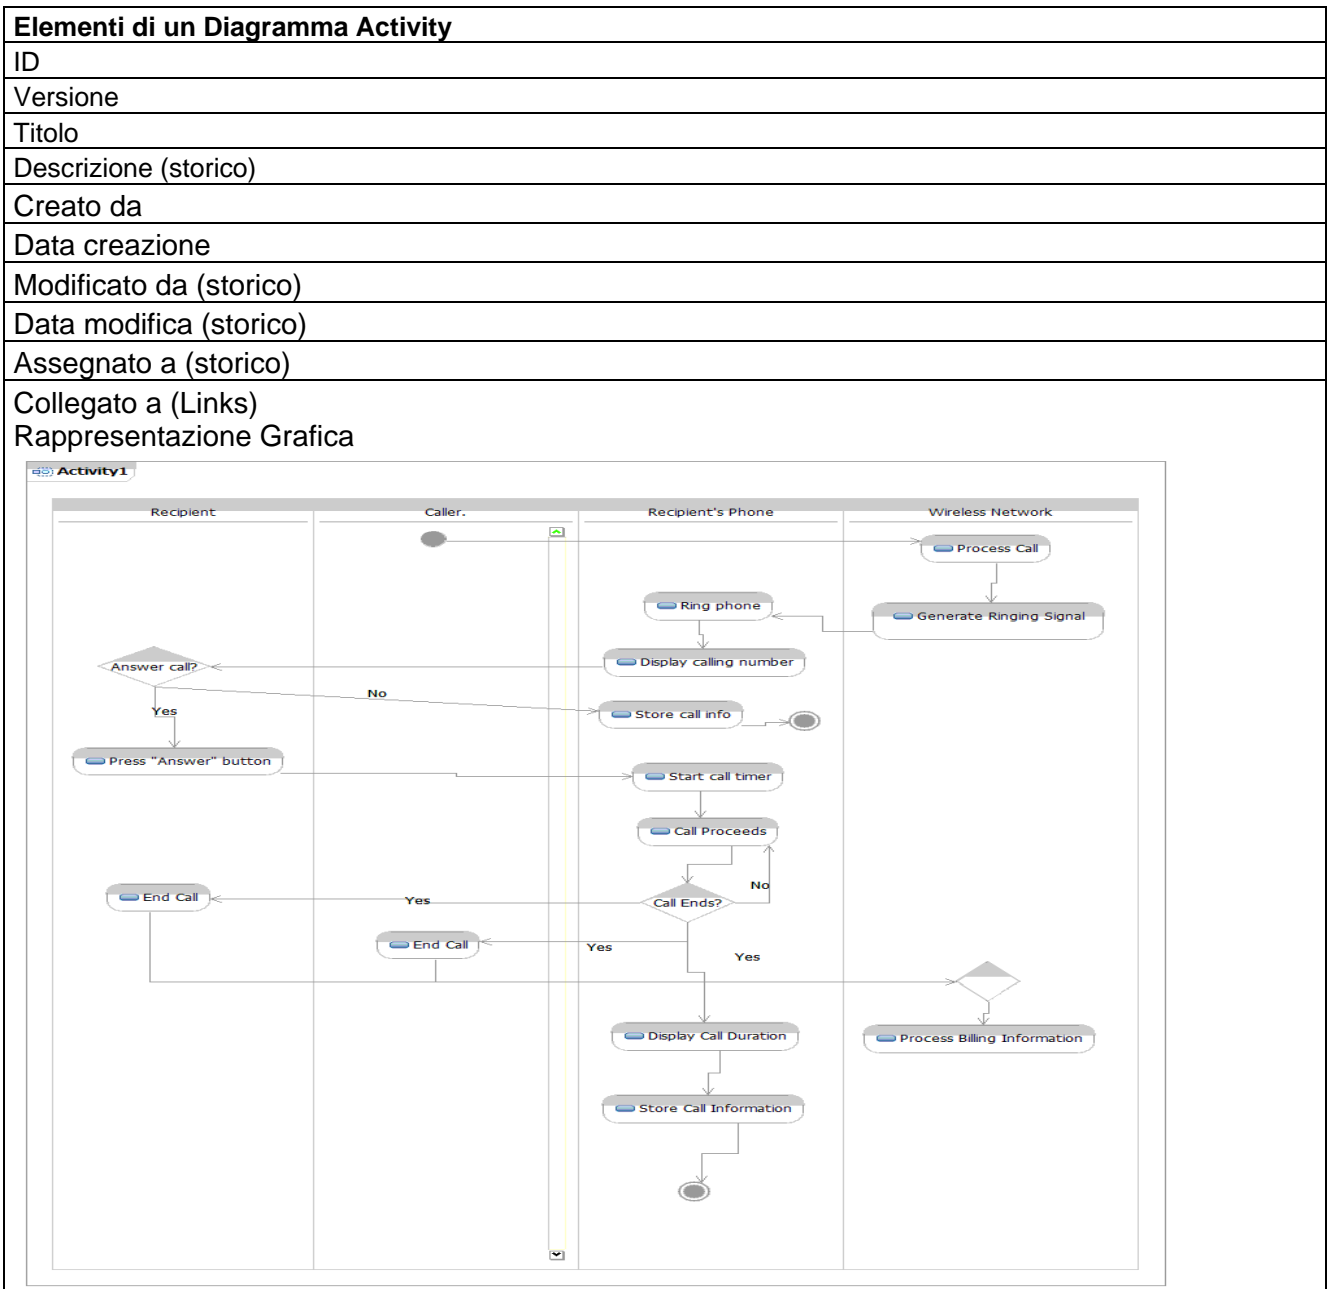 Elementi di un Diagramma Activity
ID
Versione
Titolo
Descrizione (storico)
Creato da
Data creazione
Modificato da (storico)
Data modifica (storico)
Assegnato a (storico)
Collegato a (Links)
Rappresentazione Grafica
Activity1
Recipient
Caller.
Recipient's Phone
Wireless Network
Process Call
Ring phone
Generate Ringing Signal
Answer call?
Display calling number
No
Yes
Store call info
Press "Answer" button
Start call timer
Call Proceeds
No
End Call
Yes
Call Ends?
End Call
Yes
Yes
Display Call Duration
Process Billing Information
Store Call Information